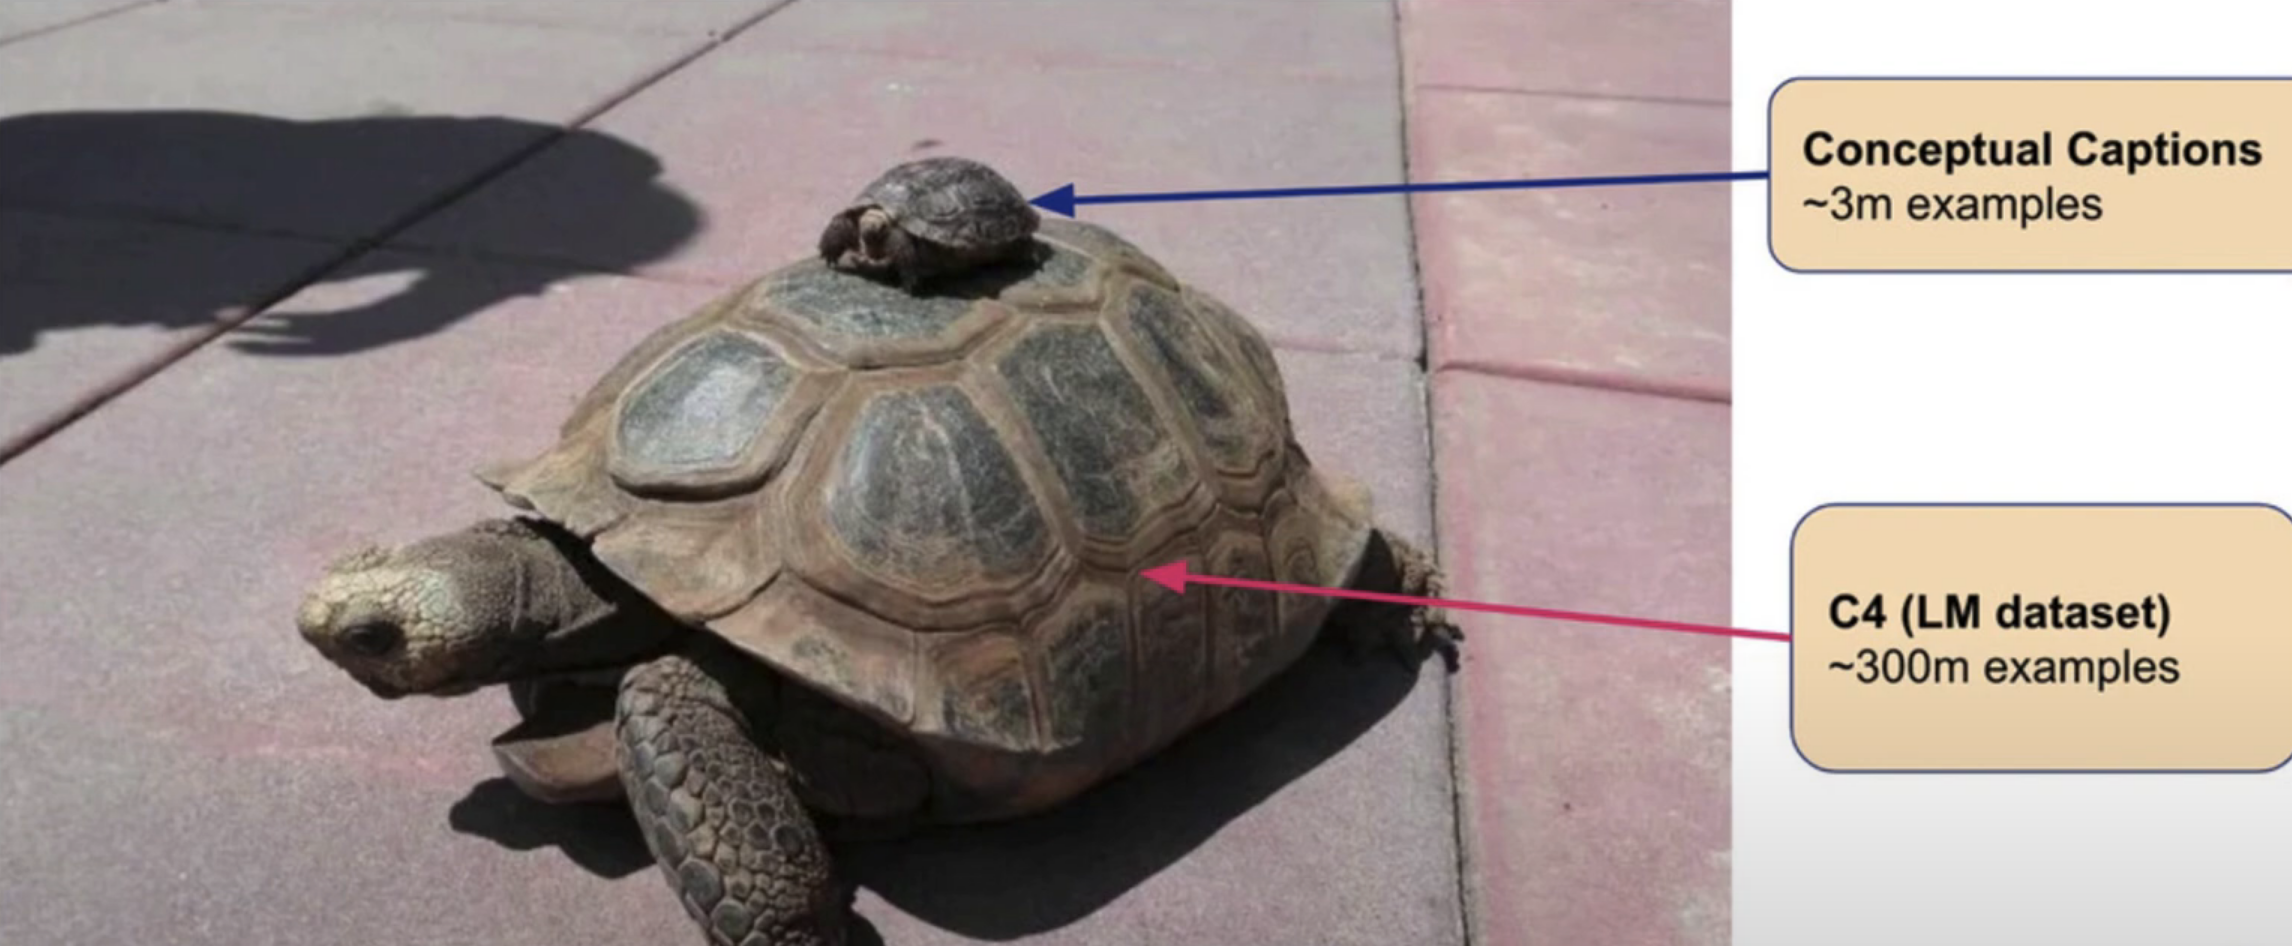 Conceptual Captions
~3m examples
C4 (LM dataset)
~300m examples